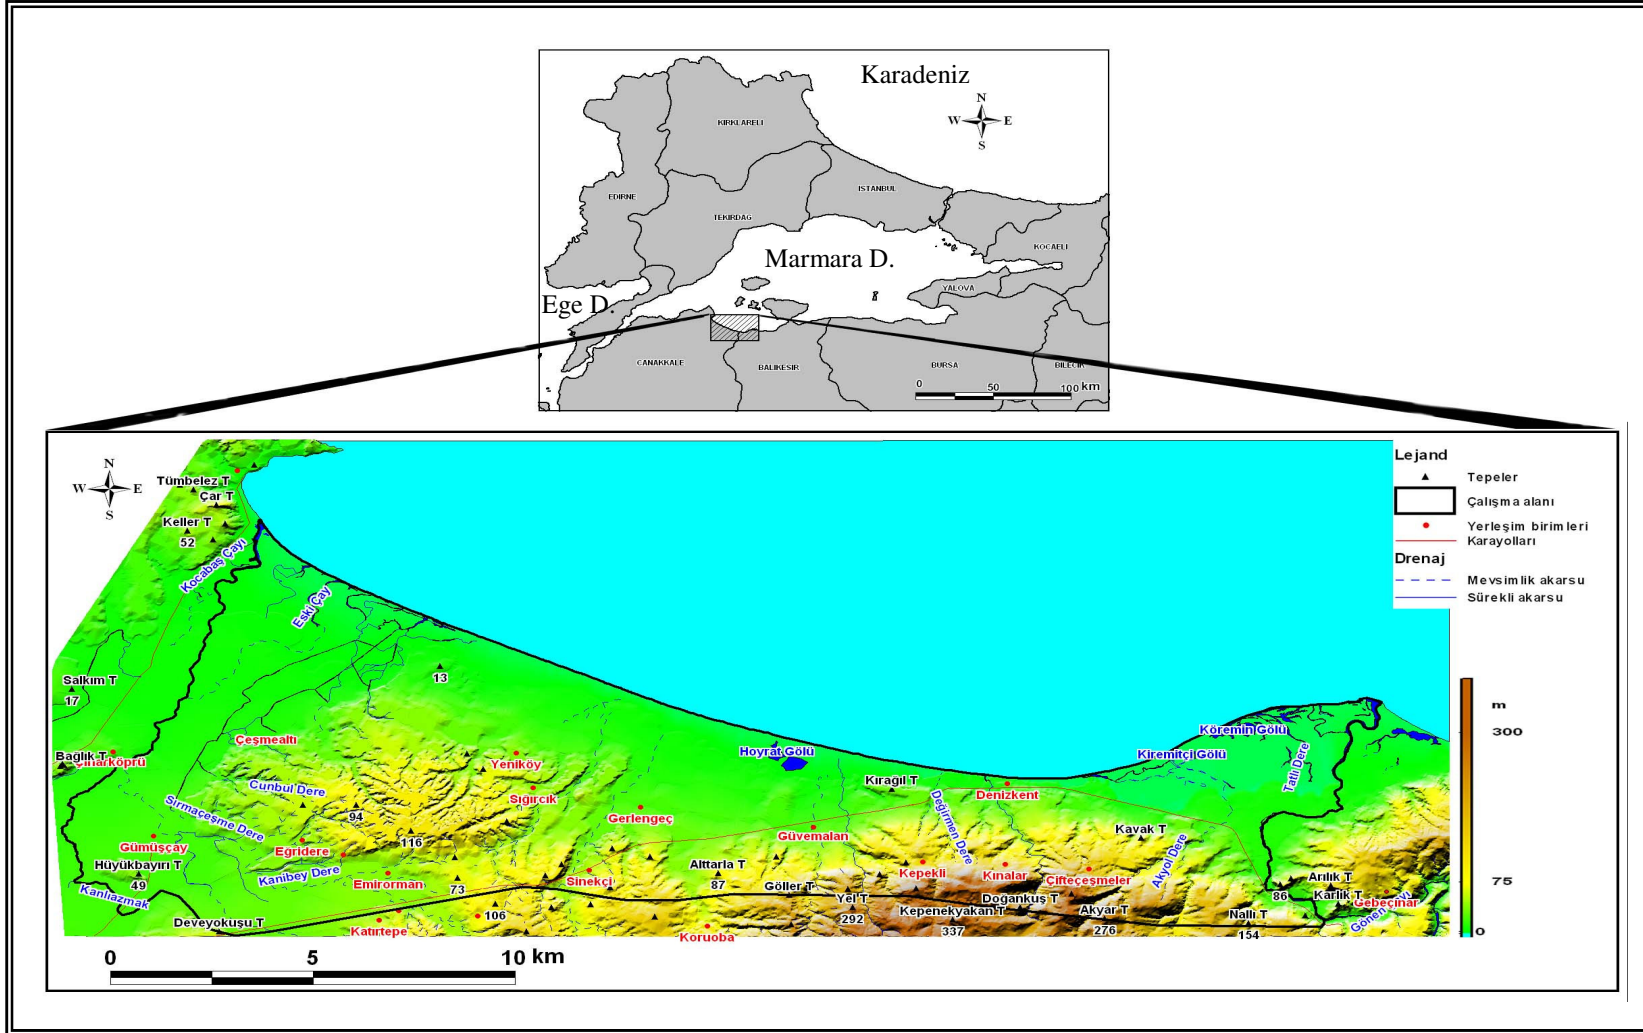 Karadeniz
N
W E
S
KIRKLARELI
ISTANBUL
EDIRNE
TEKIRDAG
KOCAELI
Marmara D.
YALOVA
Ege D.
CANAKKALE
BALIKESIR
BURSA
BILECIK
0 50 100 km
N
W E
S
Tümbelez T
Çar T
Keller T
52
Kocabaş Çayı
Eski Çay
Salkım T
17
13
Bağlık T
Çınarköprü
Çeşmealtı
Yeniköy
Cunbul Dere
Sığırcık
Sirmaçeşme Dere
94
Gerlengeç
116
Gümüşçay
Eğridere
Hüyükbayırı T
49
Kanibey Dere
Emirorman
73
Sinekçi
Kanlıazmak
Deveyokuşu T
Katırtepe
106
Koruoba
Alttarla T
87
Göller T
Hoyrat Gölü
Kırağıl T
Güvemalan
Değirmen Dere
Denizkent
Kepekli
Kınalar
Çifteçeşmeler
Kavak T
Akyol Dere
Yel T
292
Kepenekyakan T
337
Doğankuş T
Akyar T
276
Nallı T
154
86
Arılık T
Karlık T
Gebeçınar
Kiremitçi Gölü
Köremin Gölü
Tatlı Dere
Lejand
Tepeler
Çalışma alanı
Yerleşim birimleri
Karayolları
Drenaj
Mevsimlik akarsu
Sürekli akarsu
m
300
75
0
0 5 10 km